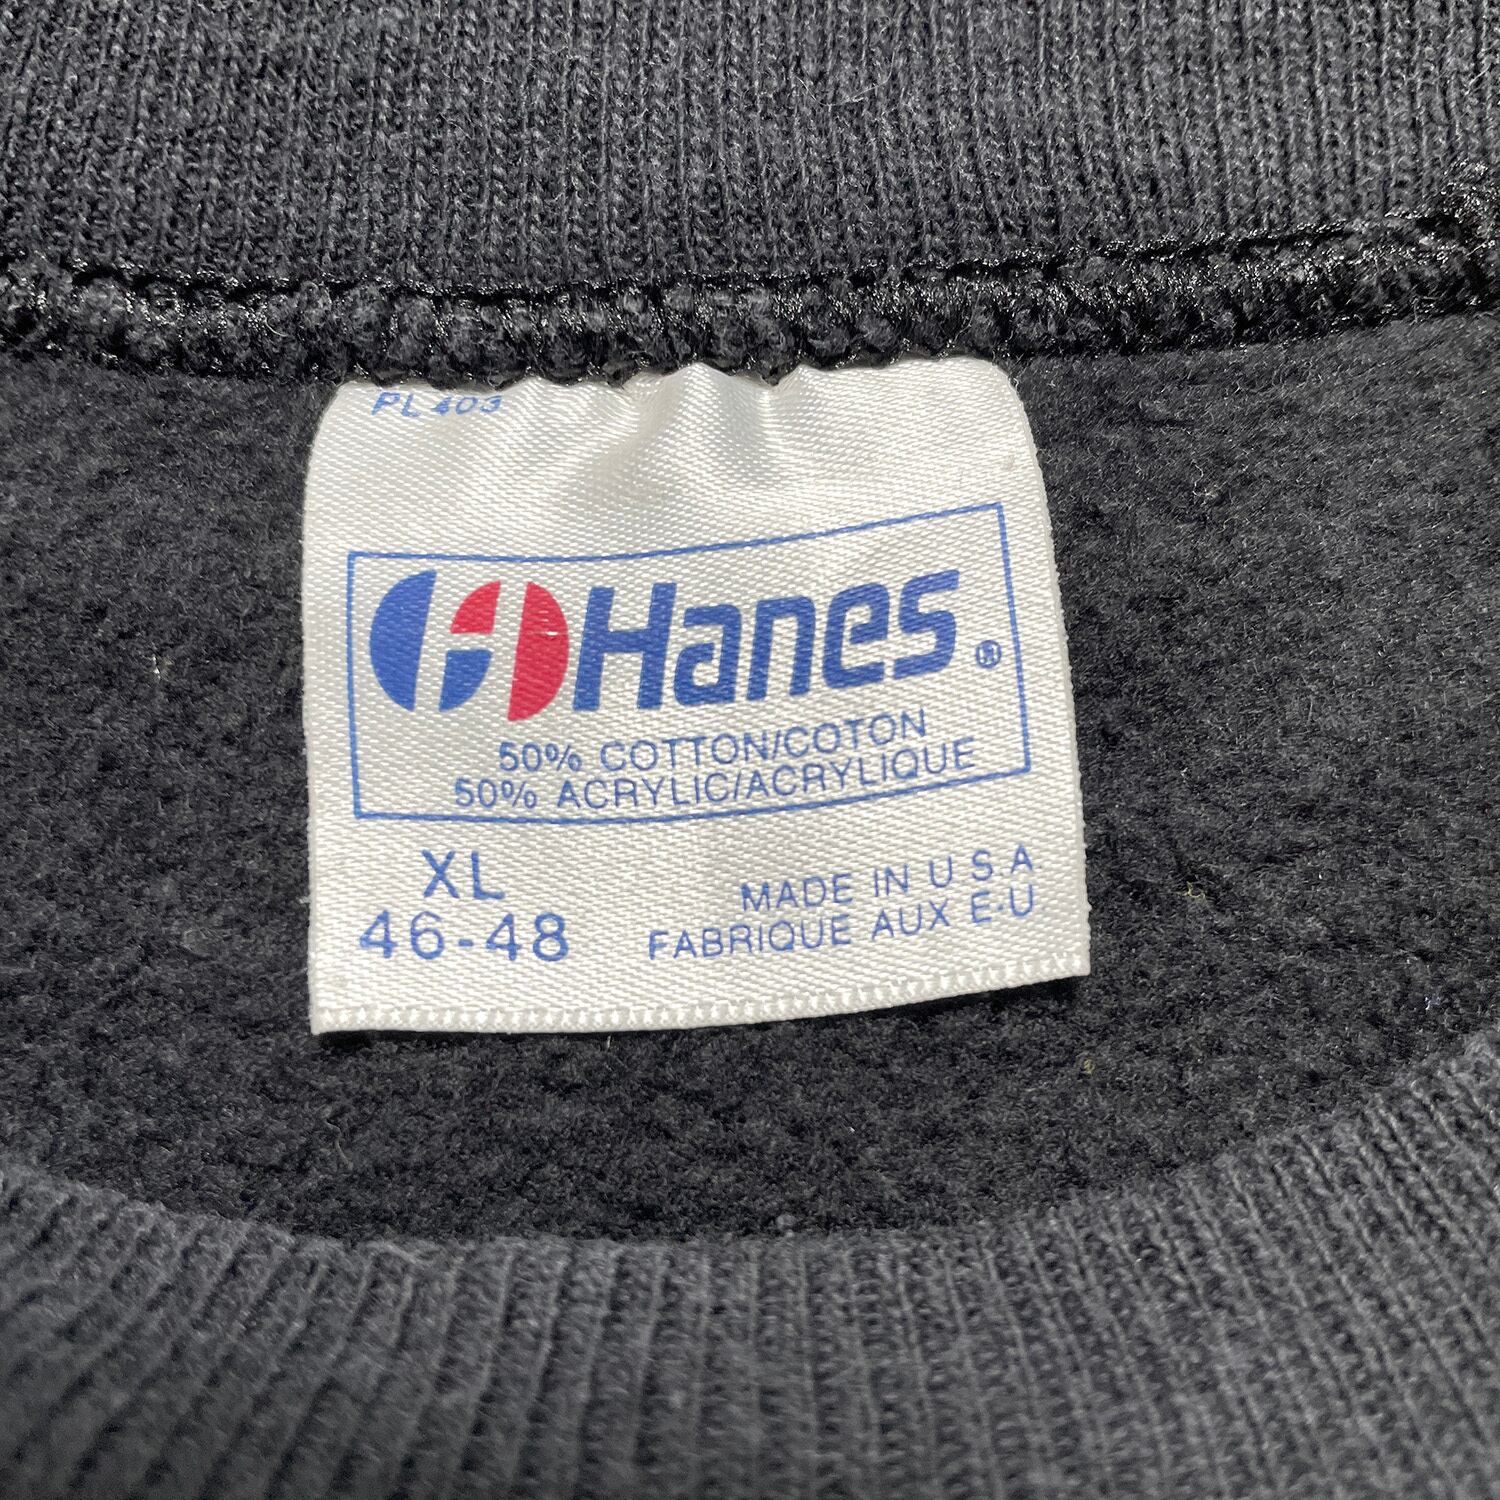 PL 403
Hanes®
50% COTTON/COTON
50% ACRYLIC/ACRYLIQUE
XL
46-48
MADE IN U.S.A.
FABRIQUE AUX E-U